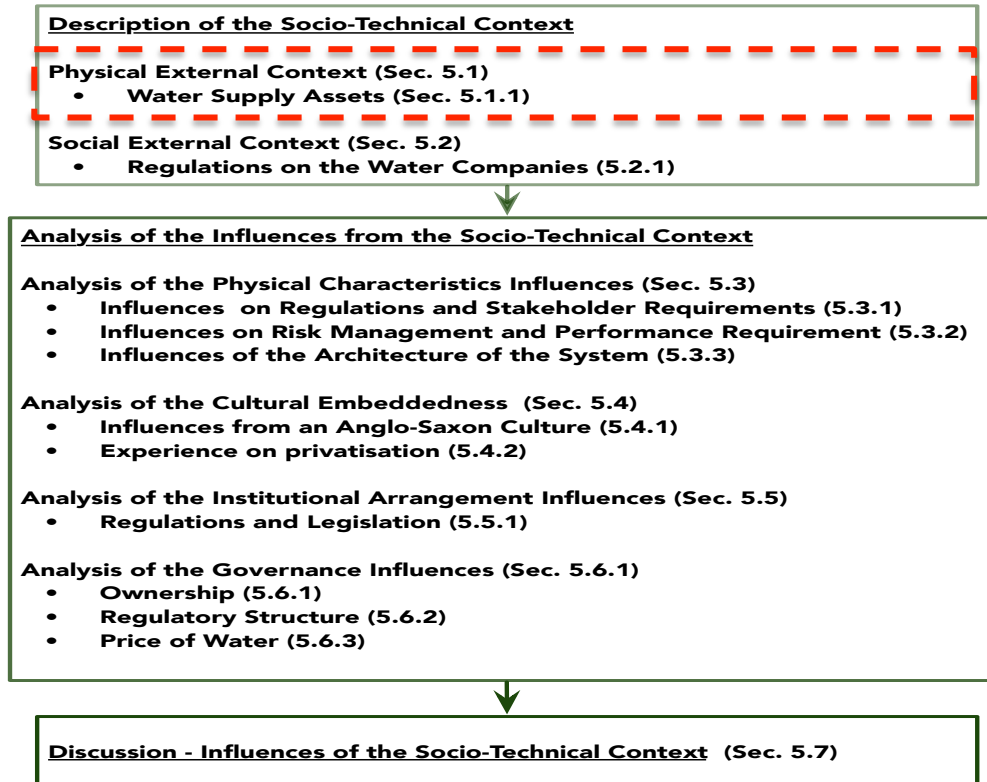 Description of the Socio-Technical Context
Physical External Context (Sec. 5.1)
• Water Supply Assets (Sec. 5.1.1)
Social External Context (Sec. 5.2)
• Regulations on the Water Companies (5.2.1)
Analysis of the Influences from the Socio-Technical Context
Analysis of the Physical Characteristics Influences (Sec. 5.3)
• Influences  on Regulations and Stakeholder Requirements (5.3.1)
• Influences on Risk Management and Performance Requirement (5.3.2)
• Influences of the Architecture of the System (5.3.3)
Analysis of the Cultural Embeddedness  (Sec. 5.4)
• Influences from an Anglo-Saxon Culture (5.4.1)
• Experience on privatisation (5.4.2)
Analysis of the Institutional Arrangement Influences (Sec. 5.5)
• Regulations and Legislation (5.5.1)
Analysis of the Governance Influences (Sec. 5.6.1)
• Ownership (5.6.1)
• Regulatory Structure (5.6.2)
• Price of Water (5.6.3)
Discussion - Influences of the Socio-Technical Context  (Sec. 5.7)